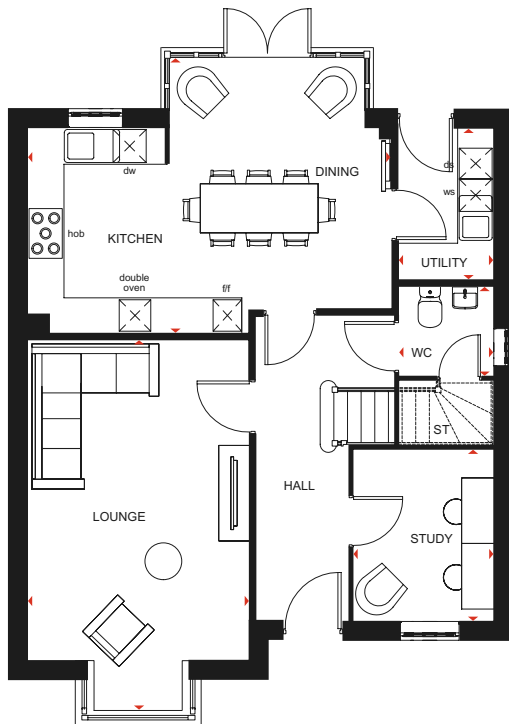 DINING
ds
dw
ws
hob
KITCHEN
UTILITY
double
oven
f/f
WC
ST
HALL
LOUNGE
STUDY